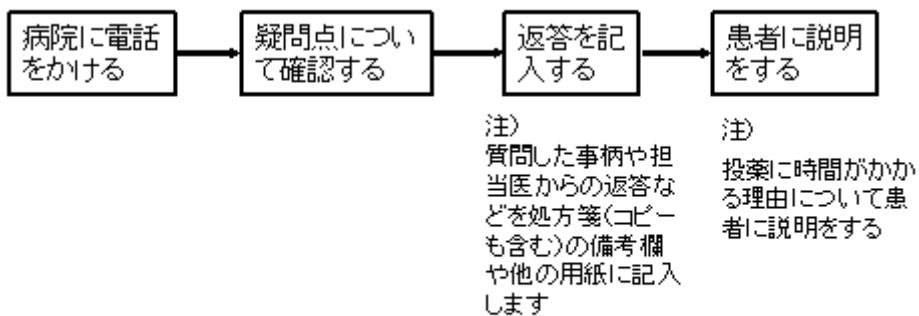 病院に電話
をかける
疑問点につい
て確認する
返答を記
入する
患者に説明
をする
注)
質問した事柄や担
当医からの返答な
どを処方箋(コピー
も含む)の備考欄
や他の用紙に記入
します
注)
投薬に時間がかか
る理由について患
者に説明をする